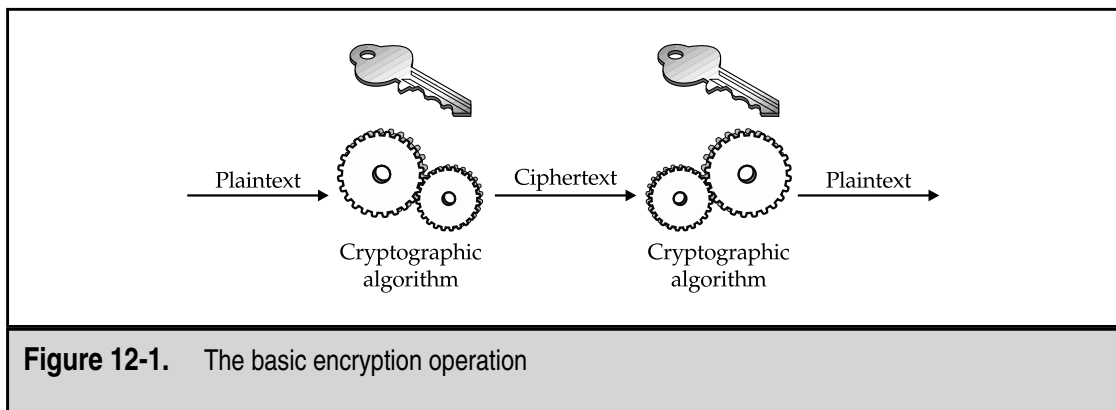 Plaintext
Ciphertext
Plaintext
Cryptographic
algorithm
Cryptographic
algorithm
Figure 12-1. The basic encryption operation